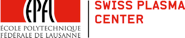 EPFL
ÉCOLE POLYTECHNIQUE
FÉDÉRALE DE LAUSANNE
SWISS PLASMA
CENTER